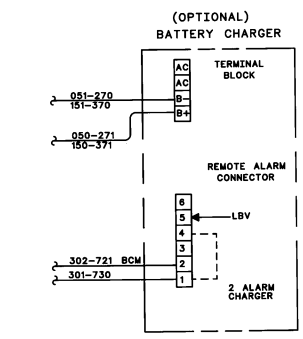 (OPTIONAL)
BATTERY CHARGER
TERMINAL
BLOCK
AC
AC
B-
B+
051-270
151-370
050-271
150-371
REMOTE ALARM
CONNECTOR
6
5
LBV
4
3
2
1
302-721 BCM
301-730
2 ALARM
CHARGER